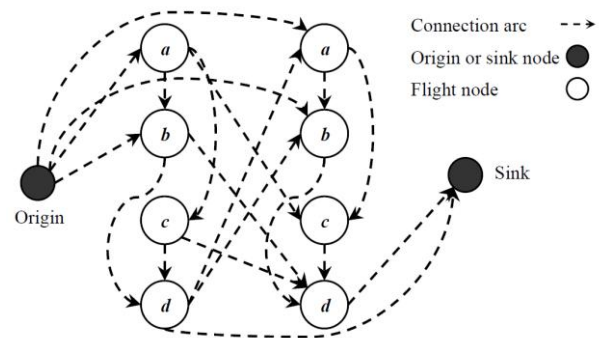 a a
Connection arc
Origin or sink node
Flight node
b b
Sink
Origin
c c
d d